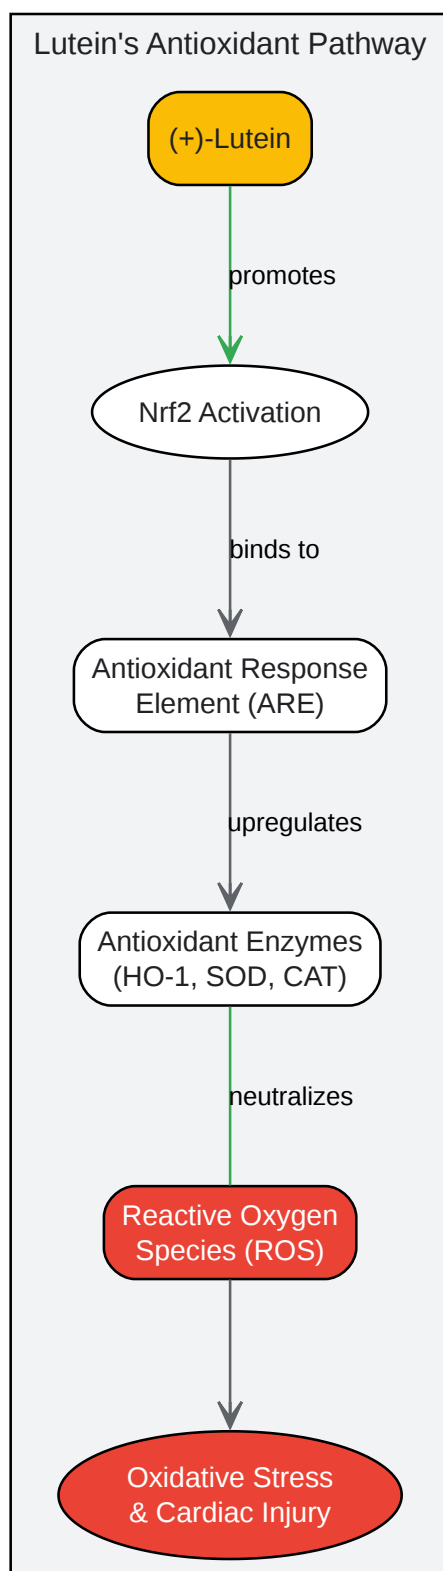 Lutein's Antioxidant Pathway
(+)-Lutein
promotes
Nrf2 Activation
binds to
Antioxidant Response
Element (ARE)
upregulates
Antioxidant Enzymes
(HO-1, SOD, CAT)
neutralizes
Reactive Oxygen
Species (ROS)
Oxidative Stress
& Cardiac Injury